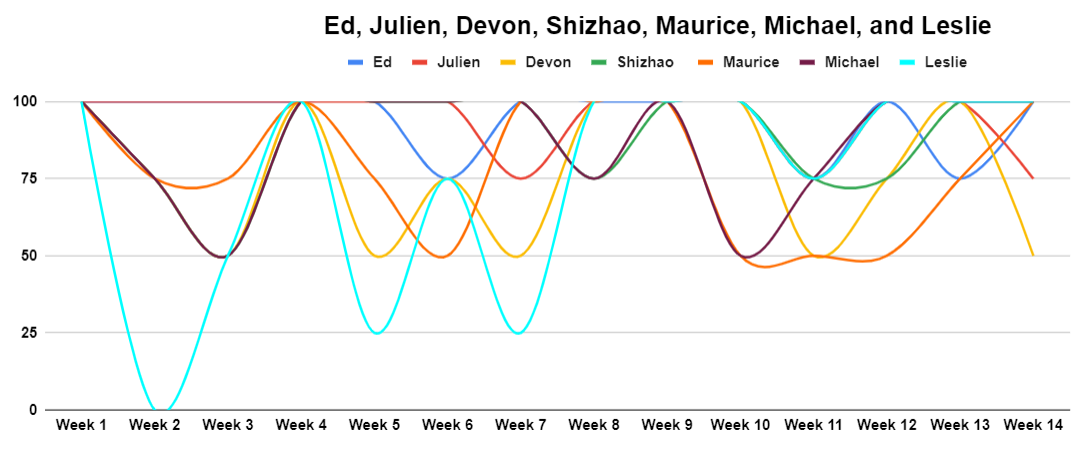 Ed, Julien, Devon, Shizhao, Maurice, Michael, and Leslie
Ed Julien Devon Shizhao Maurice Michael Leslie
100
75
50
25
0
Week 1 Week 2 Week 3 Week 4 Week 5 Week 6 Week 7 Week 8 Week 9 Week 10 Week 11 Week 12 Week 13 Week 14